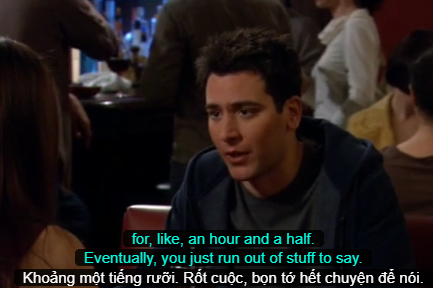 for, like, an hour and a half.
Eventually, you just run out of stuff to say.
Khoảng một tiếng rưỡi. Rốt cuộc, bọn tớ hết chuyện để nói.